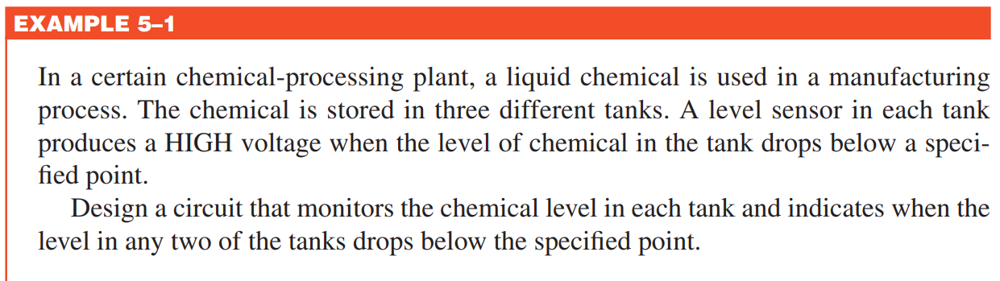 EXAMPLE 5–1
In a certain chemical-processing plant, a liquid chemical is used in a manufacturing
process. The chemical is stored in three different tanks. A level sensor in each tank
produces a HIGH voltage when the level of chemical in the tank drops below a speci-
fied point.
Design a circuit that monitors the chemical level in each tank and indicates when the
level in any two of the tanks drops below the specified point.